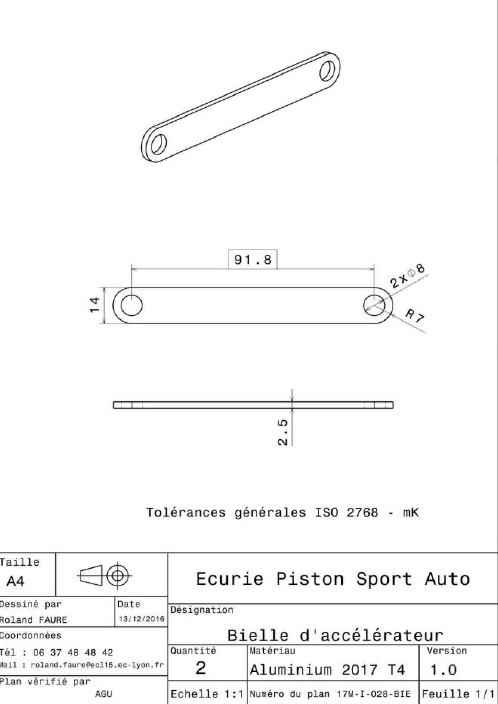 91.8
2x⌀8
14
R7
2.5
Tolérances générales ISO 2768 - mK
Taille
A4
Ecurie Piston Sport Auto
Dessiné par
Roland FAURE
Date
13/12/2016
Désignation
Bielle d'accélérateur
Coordonnées
Tél : 06 37 48 48 42
Mail : roland.faure@ecl15.ec-lyon.fr
Quantité
2
Matériau
Aluminium 2017 T4
Version
1.0
Plan vérifié par
AGU
Echelle 1:1
Numéro du plan 17W-I-028-BIE
Feuille 1/1